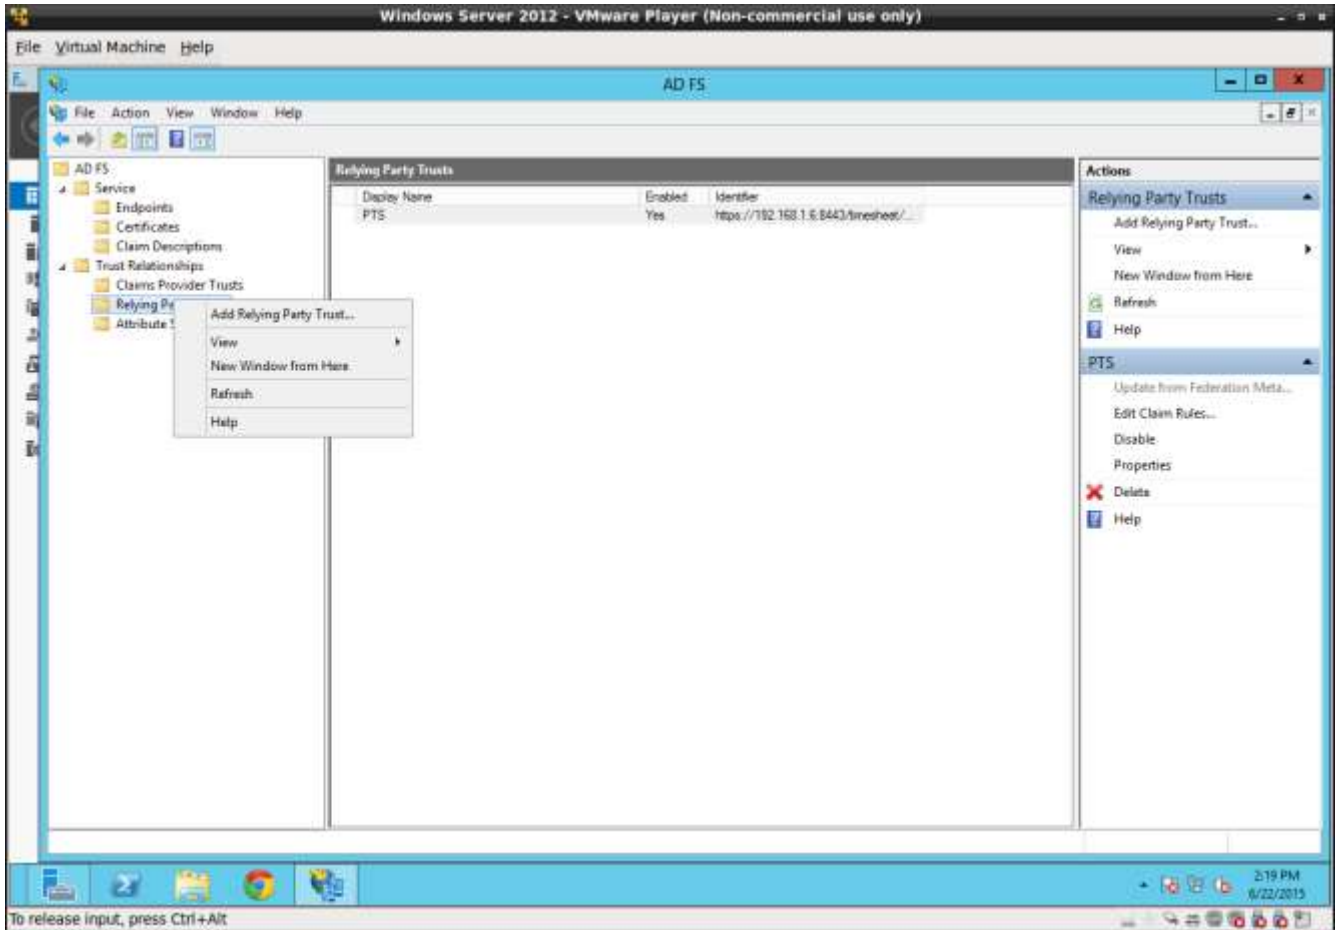 Windows Server 2012 - VMware Player (Non-commercial use only)
File Virtual Machine Help
AD FS
File Action View Window Help
AD FS
Service
Endpoints
Certificates
Claim Descriptions
Trust Relationships
Claims Provider Trusts
Relying Pa
Attribute S
Add Relying Party Trust...
View
New Window from Here
Refresh
Help
Relying Party Trusts
Display Name Enabled Identifier
PTS Yes https://192.168.1.6:8443/timesheet/...
Actions
Relying Party Trusts
Add Relying Party Trust...
View
New Window from Here
Refresh
Help
PTS
Update from Federation Meta...
Edit Claim Rules...
Disable
Properties
Delete
Help
2:19 PM
6/22/2015
To release input, press Ctrl+Alt